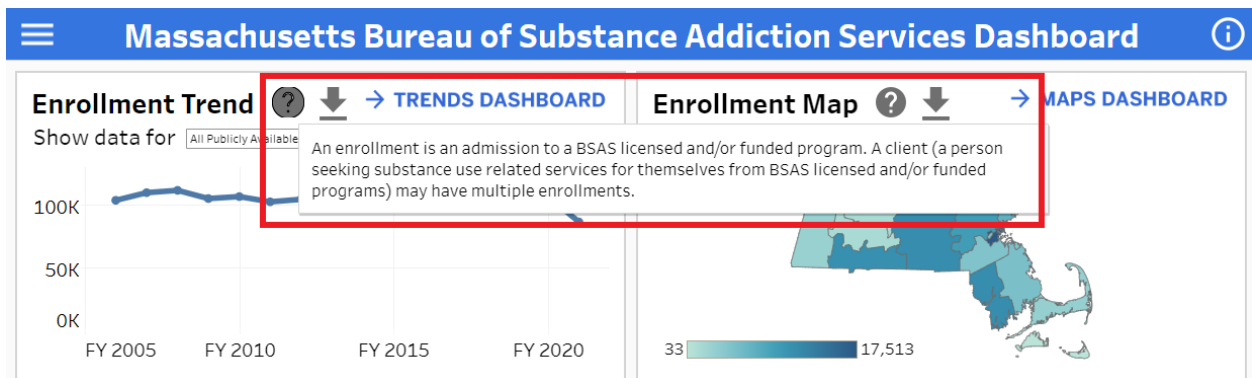 Massachusetts Bureau of Substance Addiction Services Dashboard
Enrollment Trend ? → TRENDS DASHBOARD
Show data for All Publicly Available
An enrollment is an admission to a BSAS licensed and/or funded program. A client (a person
seeking substance use related services for themselves from BSAS licensed and/or funded
programs) may have multiple enrollments.
100K
50K
0K
FY 2005 FY 2010 FY 2015 FY 2020
Enrollment Map ? → MAPS DASHBOARD
33 17,513